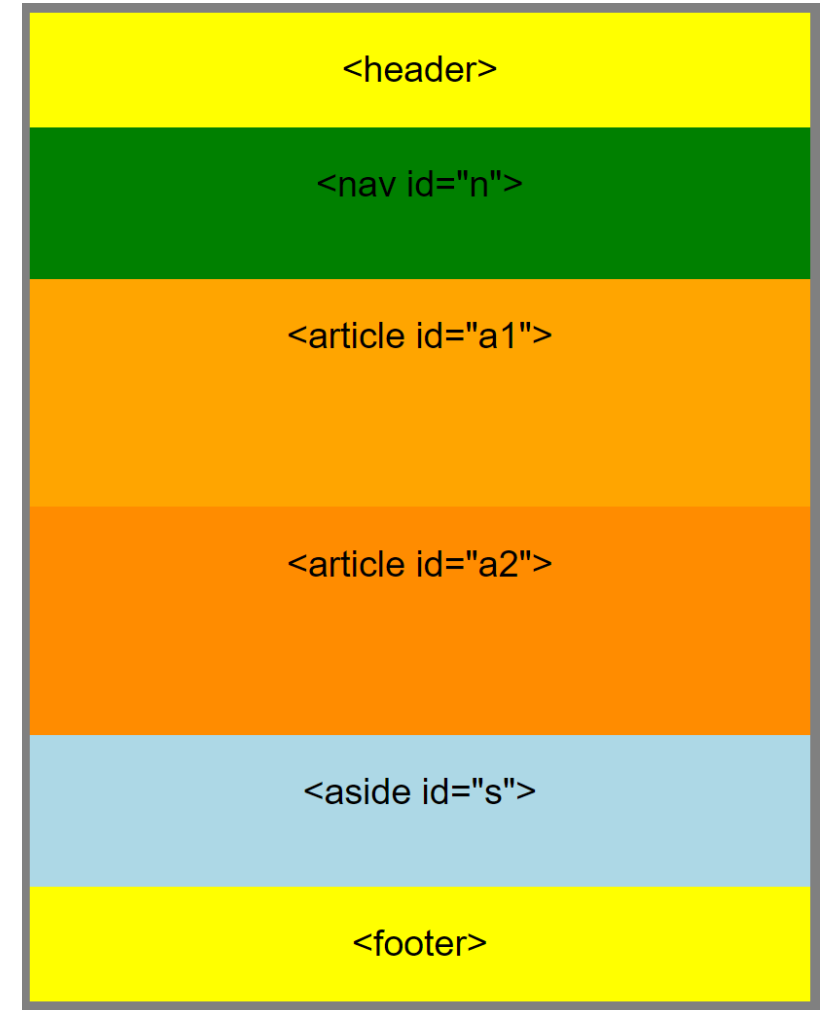 <header>
<nav id="n">
<article id="a1">
<article id="a2">
<aside id="s">
<footer>